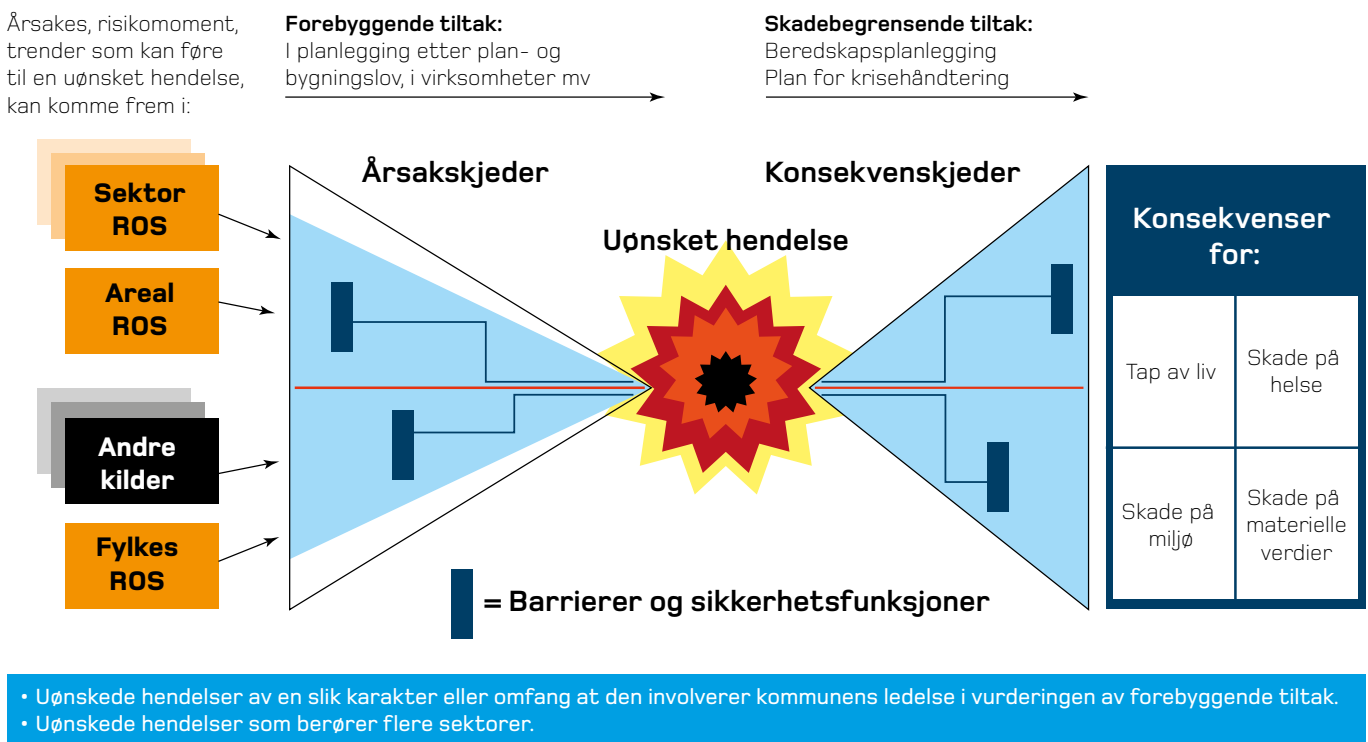 Årsakes, risikomoment,
trender som kan føre
til en uønsket hendelse,
kan komme frem i:
Forebyggende tiltak:
I planlegging etter plan- og
bygningslov, i virksomheter mv
Skadebegrensende tiltak:
Beredskapsplanlegging
Plan for krisehåndtering
Sektor
ROS
Areal
ROS
Andre
kilder
Fylkes
ROS
Årsakskjeder
Uønsket hendelse
Konsekvenskjeder
Konsekvenser
for:
Tap av liv
Skade på
helse
Skade på
miljø
Skade på
materielle
verdier
= Barrierer og sikkerhetsfunksjoner
• Uønskede hendelser av en slik karakter eller omfang at den involverer kommunens ledelse i vurderingen av forebyggende tiltak.
• Uønskede hendelser som berører flere sektorer.